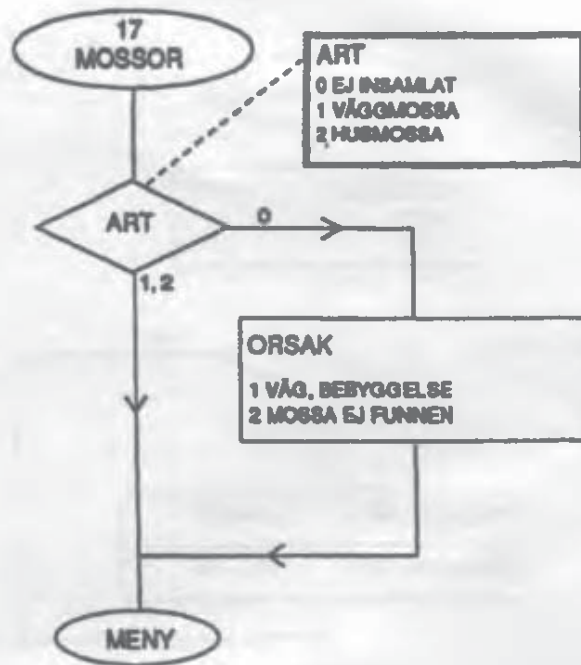 17
MOSSOR
ART
0 EJ INSAMLAT
1 VÄGGMOSSA
2 HUSMOSSA
ART
0
1, 2
ORSAK
1 VÄG, BEBYGGELSE
2 MOSSA EJ FUNNEN
MENY